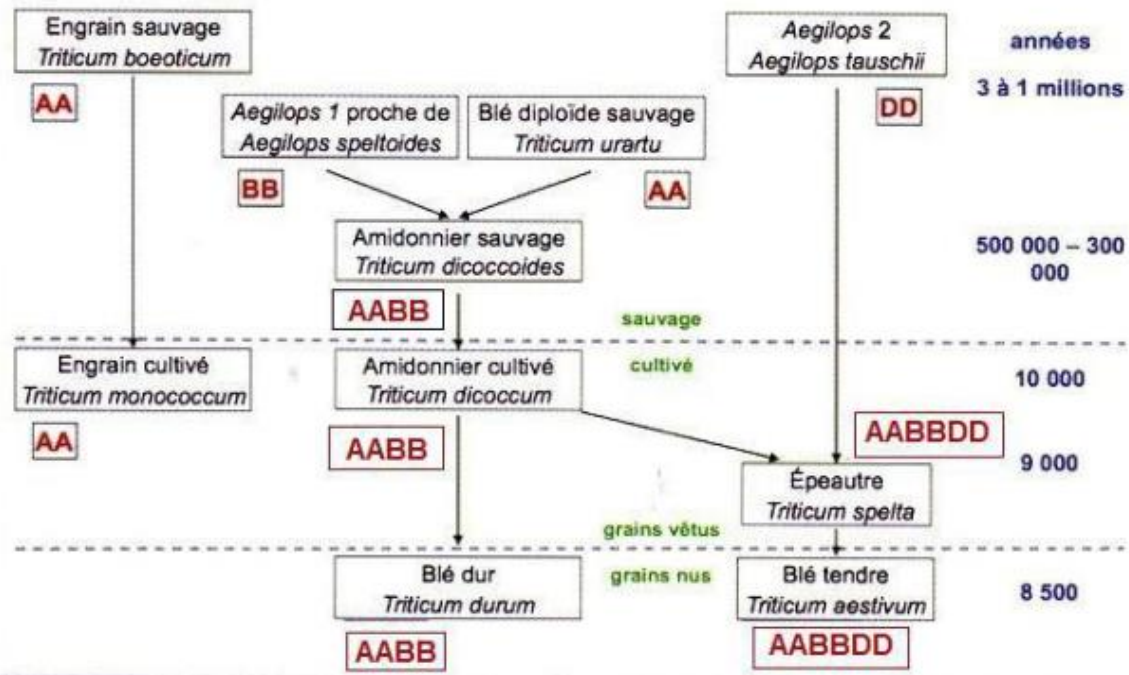 Engrain sauvage
Triticum boeoticum
AA
Aegilops 2
Aegilops tauschii
DD
années
3 à 1 millions
Aegilops 1 proche de
Aegilops speltoides
BB
Blé diploïde sauvage
Triticum urartu
AA
Amidonnier sauvage
Triticum dicoccoides
AABB
500 000 – 300
000
sauvage
cultivé
Engrain cultivé
Triticum monococcum
AA
Amidonnier cultivé
Triticum dicoccum
AABB
10 000
AABBDD
9 000
Épeautre
Triticum spelta
grains vêtus
grains nus
Blé dur
Triticum durum
AABB
Blé tendre
Triticum aestivum
AABBDD
8 500